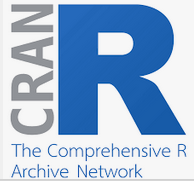 CRAN
R
The Comprehensive R
Archive Network